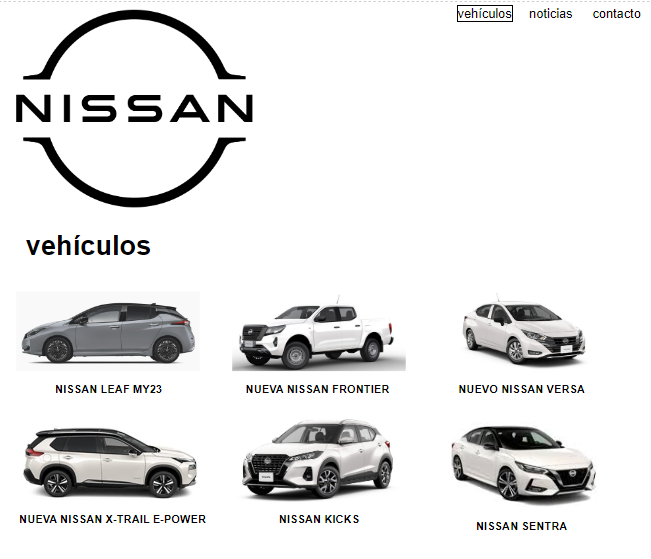 vehículos noticias contacto
NISSAN
vehículos
NISSAN LEAF MY23 NUEVA NISSAN FRONTIER NUEVO NISSAN VERSA
NUEVA NISSAN X-TRAIL E-POWER NISSAN KICKS NISSAN SENTRA